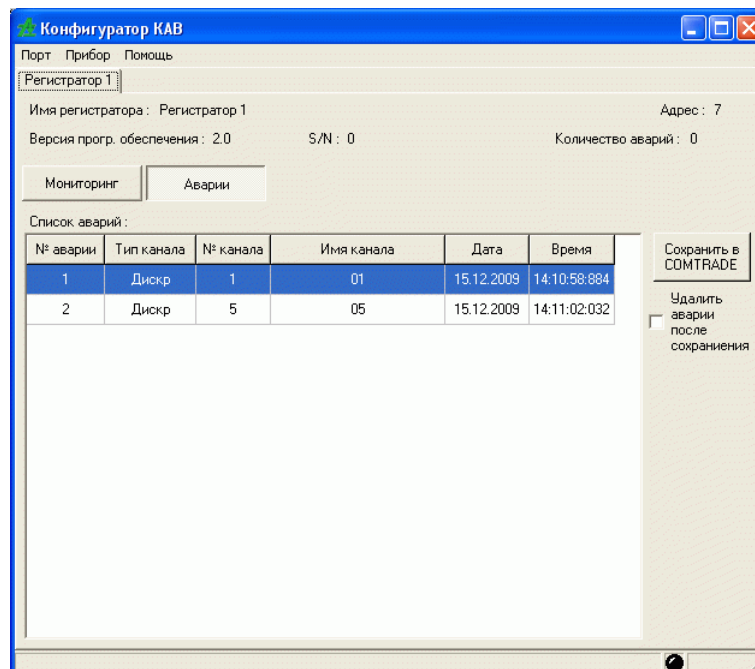 Конфигуратор КАВ
Порт Прибор Помощь
Регистратор 1
Имя регистратора : Регистратор 1 Адрес : 7
Версия прогр. обеспечения : 2.0 S/N : 0 Количество аварий : 0
Мониторинг Аварии
Список аварий :
№ аварии Тип канала № канала Имя канала Дата Время
1 Дискр 1 01 15.12.2009 14:10:58:884
2 Дискр 5 05 15.12.2009 14:11:02:032
Сохранить в
COMTRADE
Удалить
аварии
после
сохраниения